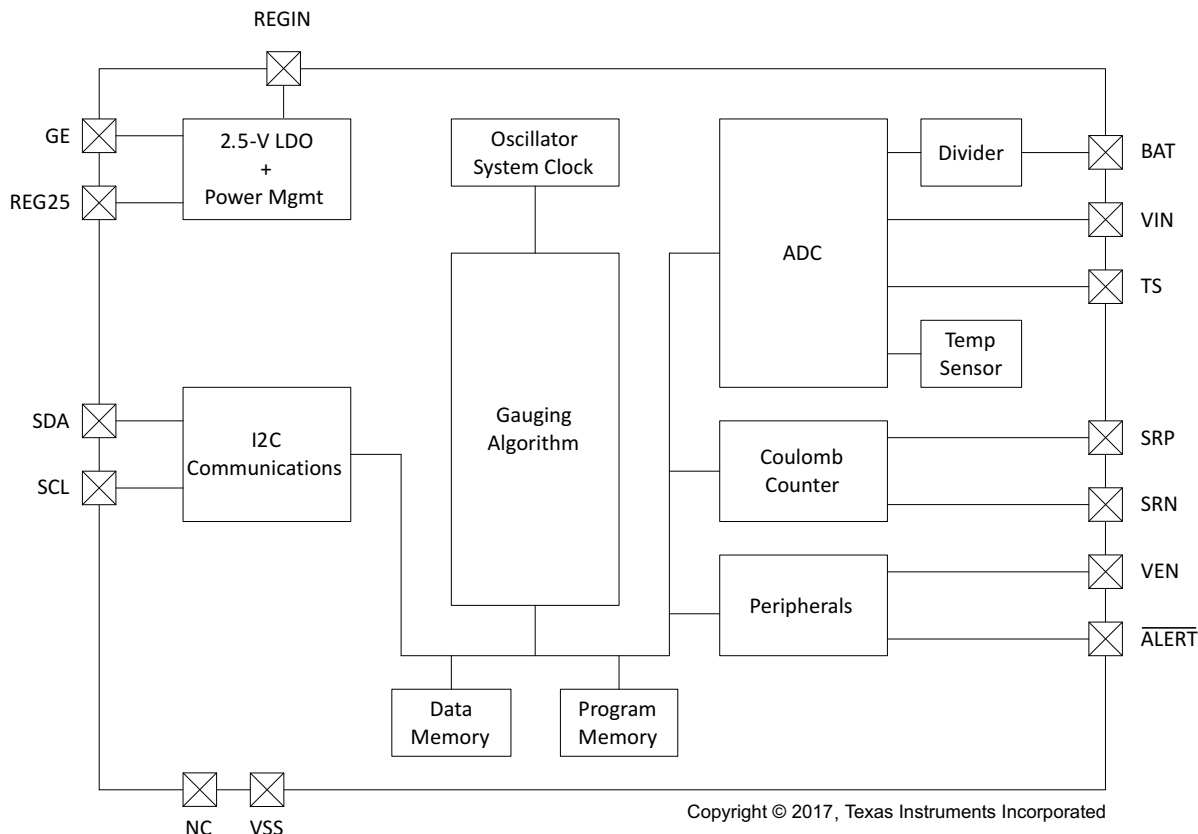 REGIN
GE
REG25
2.5-V LDO
+
Power Mgmt
Oscillator
System Clock
Divider
BAT
VIN
ADC
TS
Temp
Sensor
SDA
SCL
I2C
Communications
Gauging
Algorithm
Coulomb
Counter
SRP
SRN
Peripherals
VEN
ALERT
Data
Memory
Program
Memory
NC
VSS
Copyright © 2017, Texas Instruments Incorporated